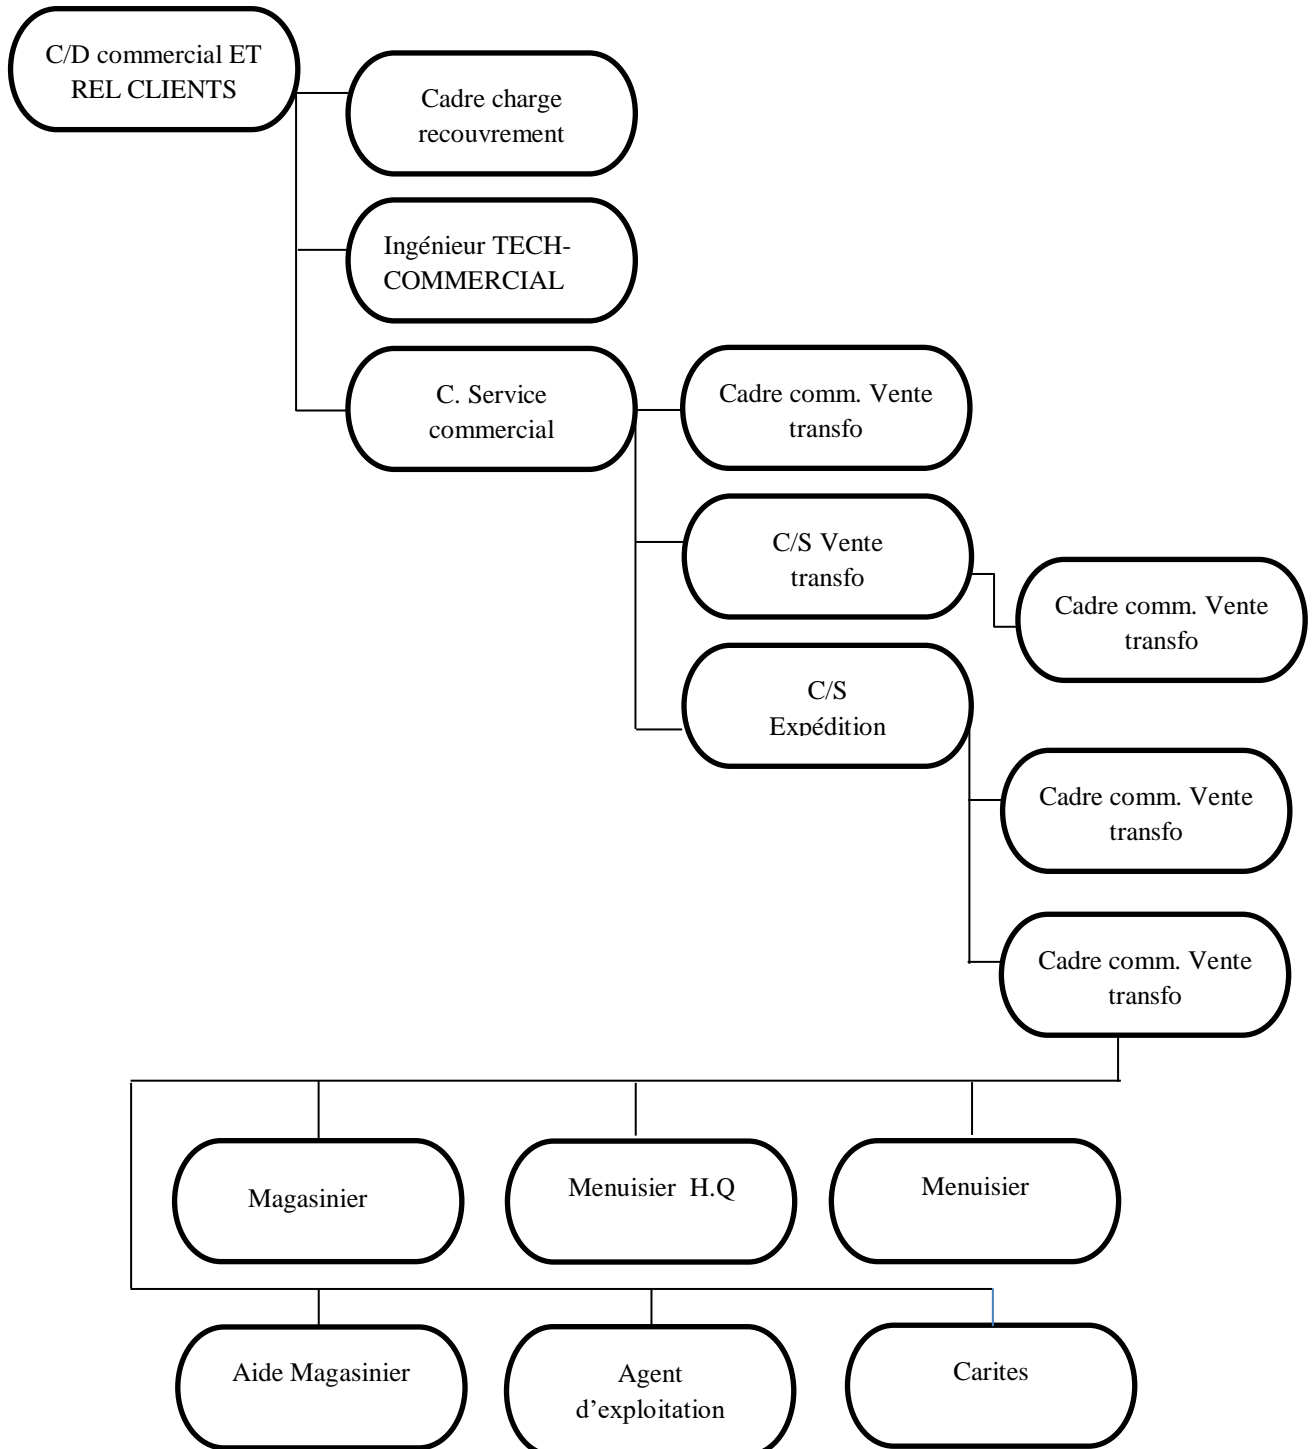 C/D commercial ET
REL CLIENTS
Cadre charge
recouvrement
Ingénieur TECH-
COMMERCIAL
C. Service
commercial
Cadre comm. Vente
transfo
C/S Vente
transfo
Cadre comm. Vente
transfo
C/S
Expédition
Cadre comm. Vente
transfo
Cadre comm. Vente
transfo
Magasinier
Menuisier H.Q
Menuisier
Aide Magasinier
Agent
d’exploitation
Carites